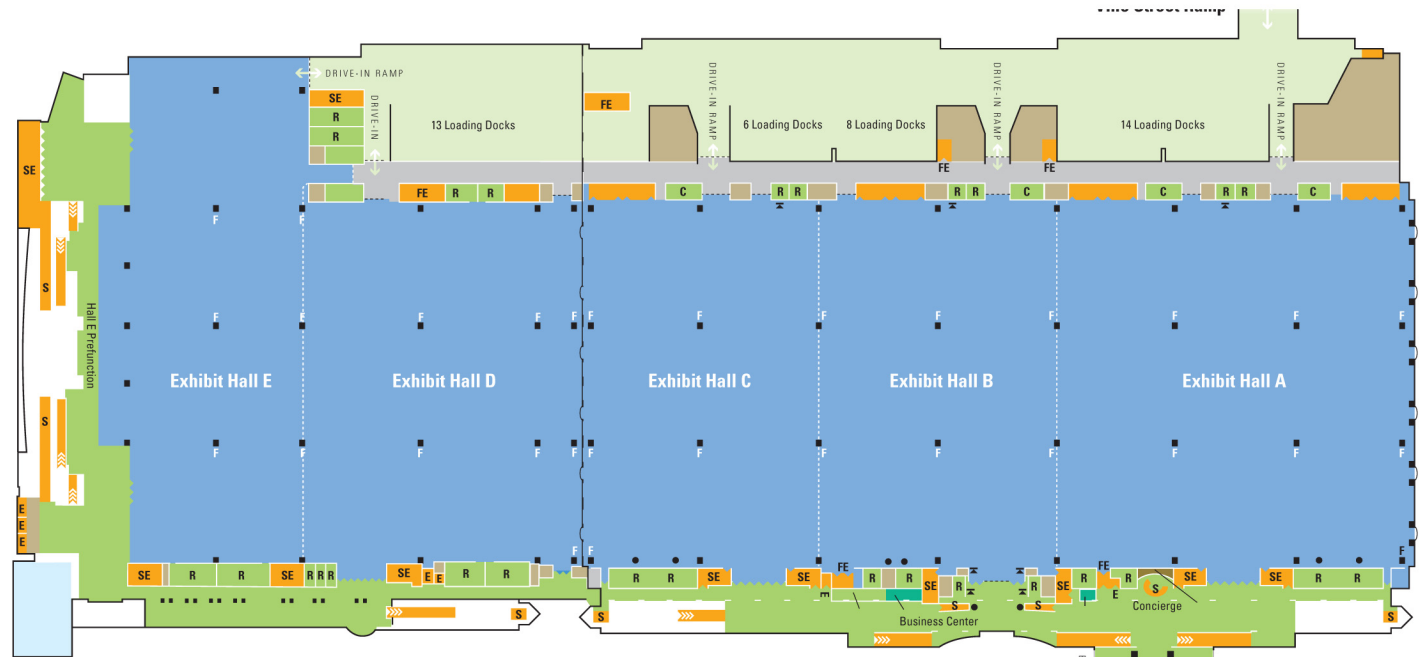 Vine Street Ramp
DRIVE-IN RAMP
SE
R
R
DRIVE-IN
13 Loading Docks
FE
DRIVE-IN RAMP
6 Loading Docks
8 Loading Docks
DRIVE-IN RAMP
14 Loading Docks
DRIVE-IN RAMP
SE
FE
FE
FE
R
R
C
R
R
R
R
C
C
R
R
C
F
F
S
Hall E Prefunction
F
F
F
F
F
F
F
F
F
F
F
F
Exhibit Hall E
Exhibit Hall D
Exhibit Hall C
Exhibit Hall B
Exhibit Hall A
S
F
F
F
F
F
F
F
F
F
F
F
F
E
E
E
F
F
F
SE
R
R
SE
R
R
R
SE
E
E
R
R
R
R
SE
SE
E
FE
R
R
SE
R
R
SE
R
FE
R
E
S
SE
SE
R
R
S
S
S
S
Concierge
S
Business Center